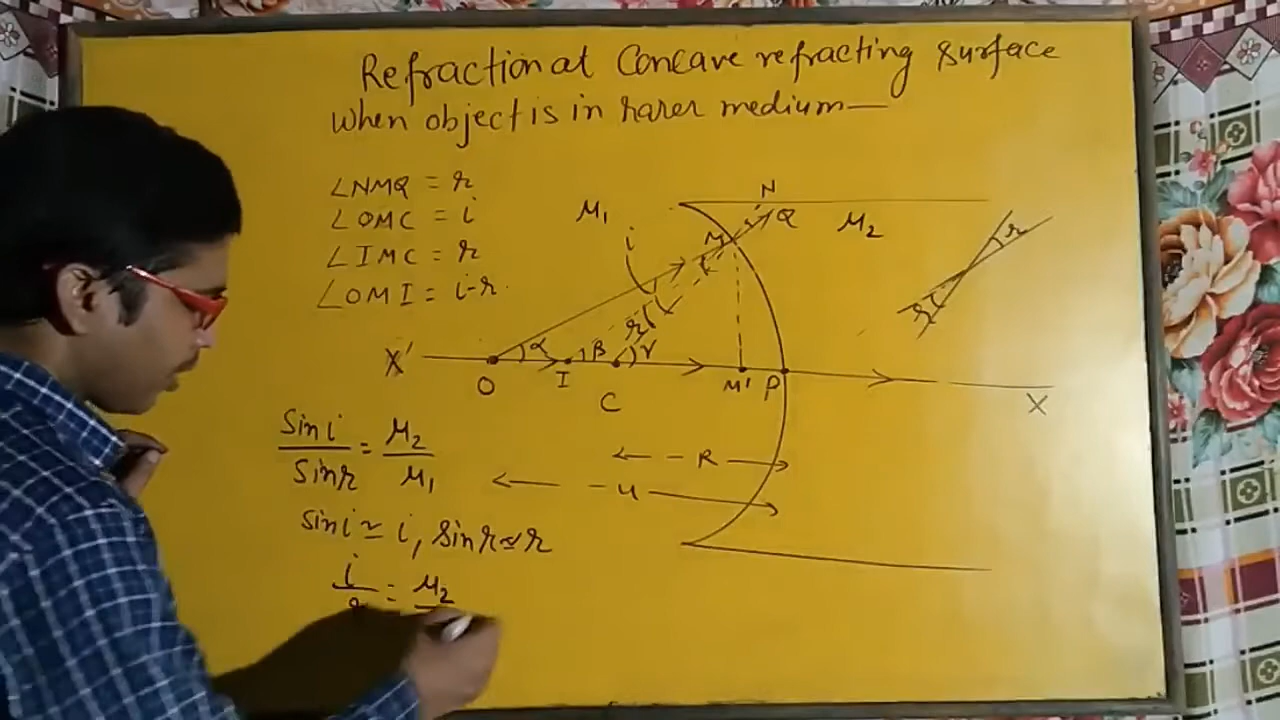 Refraction at Concave refracting surface
when object is in rarer medium—
∠NMQ = r
∠OMC = i
∠IMC = r
∠OMI = i-r.
μ1
N
Q
μ2
i
M
r
r
r
r
X'
α
β
γ
O
I
C
M'
P
X
← - R →
← - u →
Sin i / Sin r = μ2 / μ1
Sin i ≃ i, Sin r ≃ r
i / r = μ2